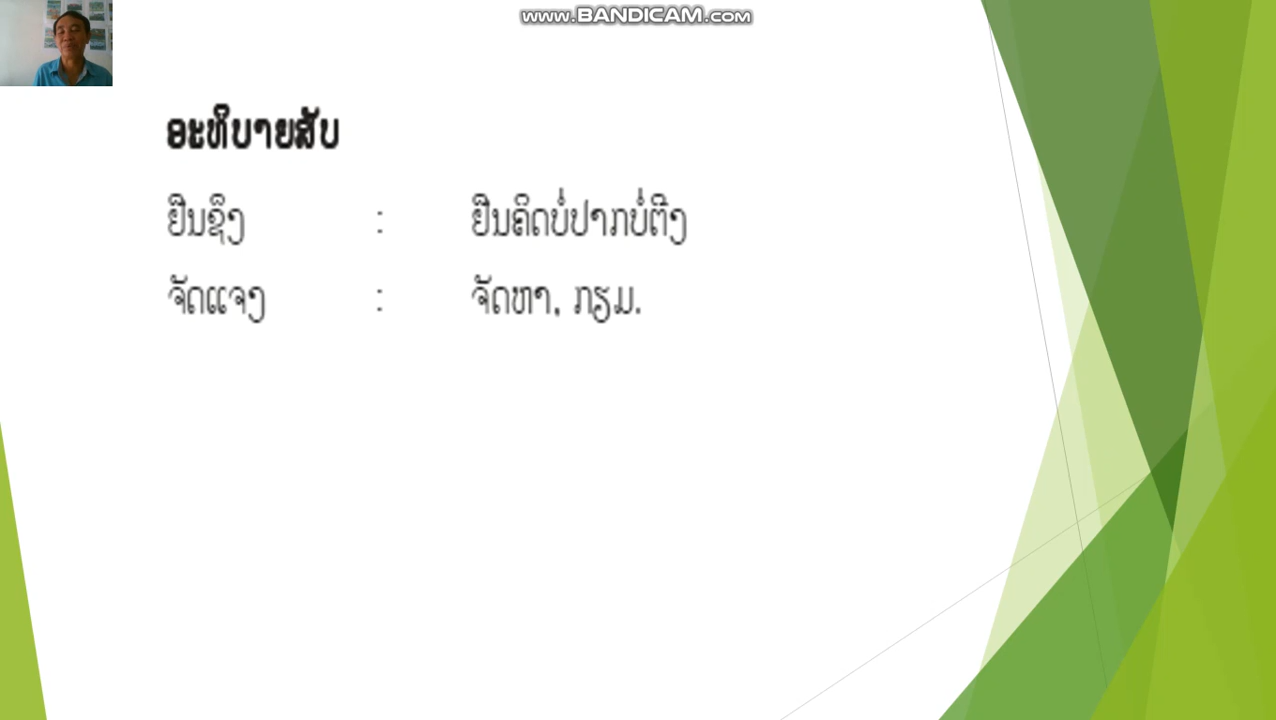 www.BANDICAM.com
ອະທິບາຍສັບ
ຢືນຊຶງ : ຢືນຄິດບໍ່ປາກບໍ່ຕີງ
ຈັດແຈງ : ຈັດຫາ, ກຽມ.